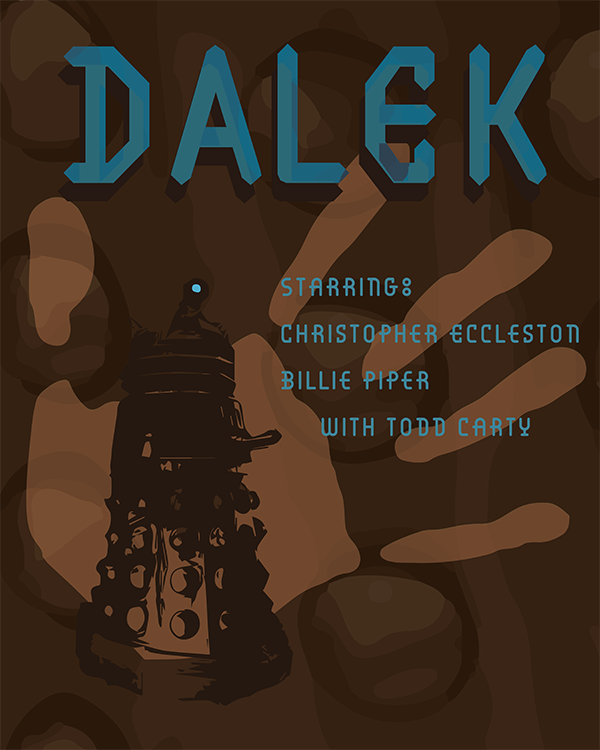 DALEK
STARRING:
CHRISTOPHER ECCLESTON
BILLIE PIPER
WITH TODD CARTY